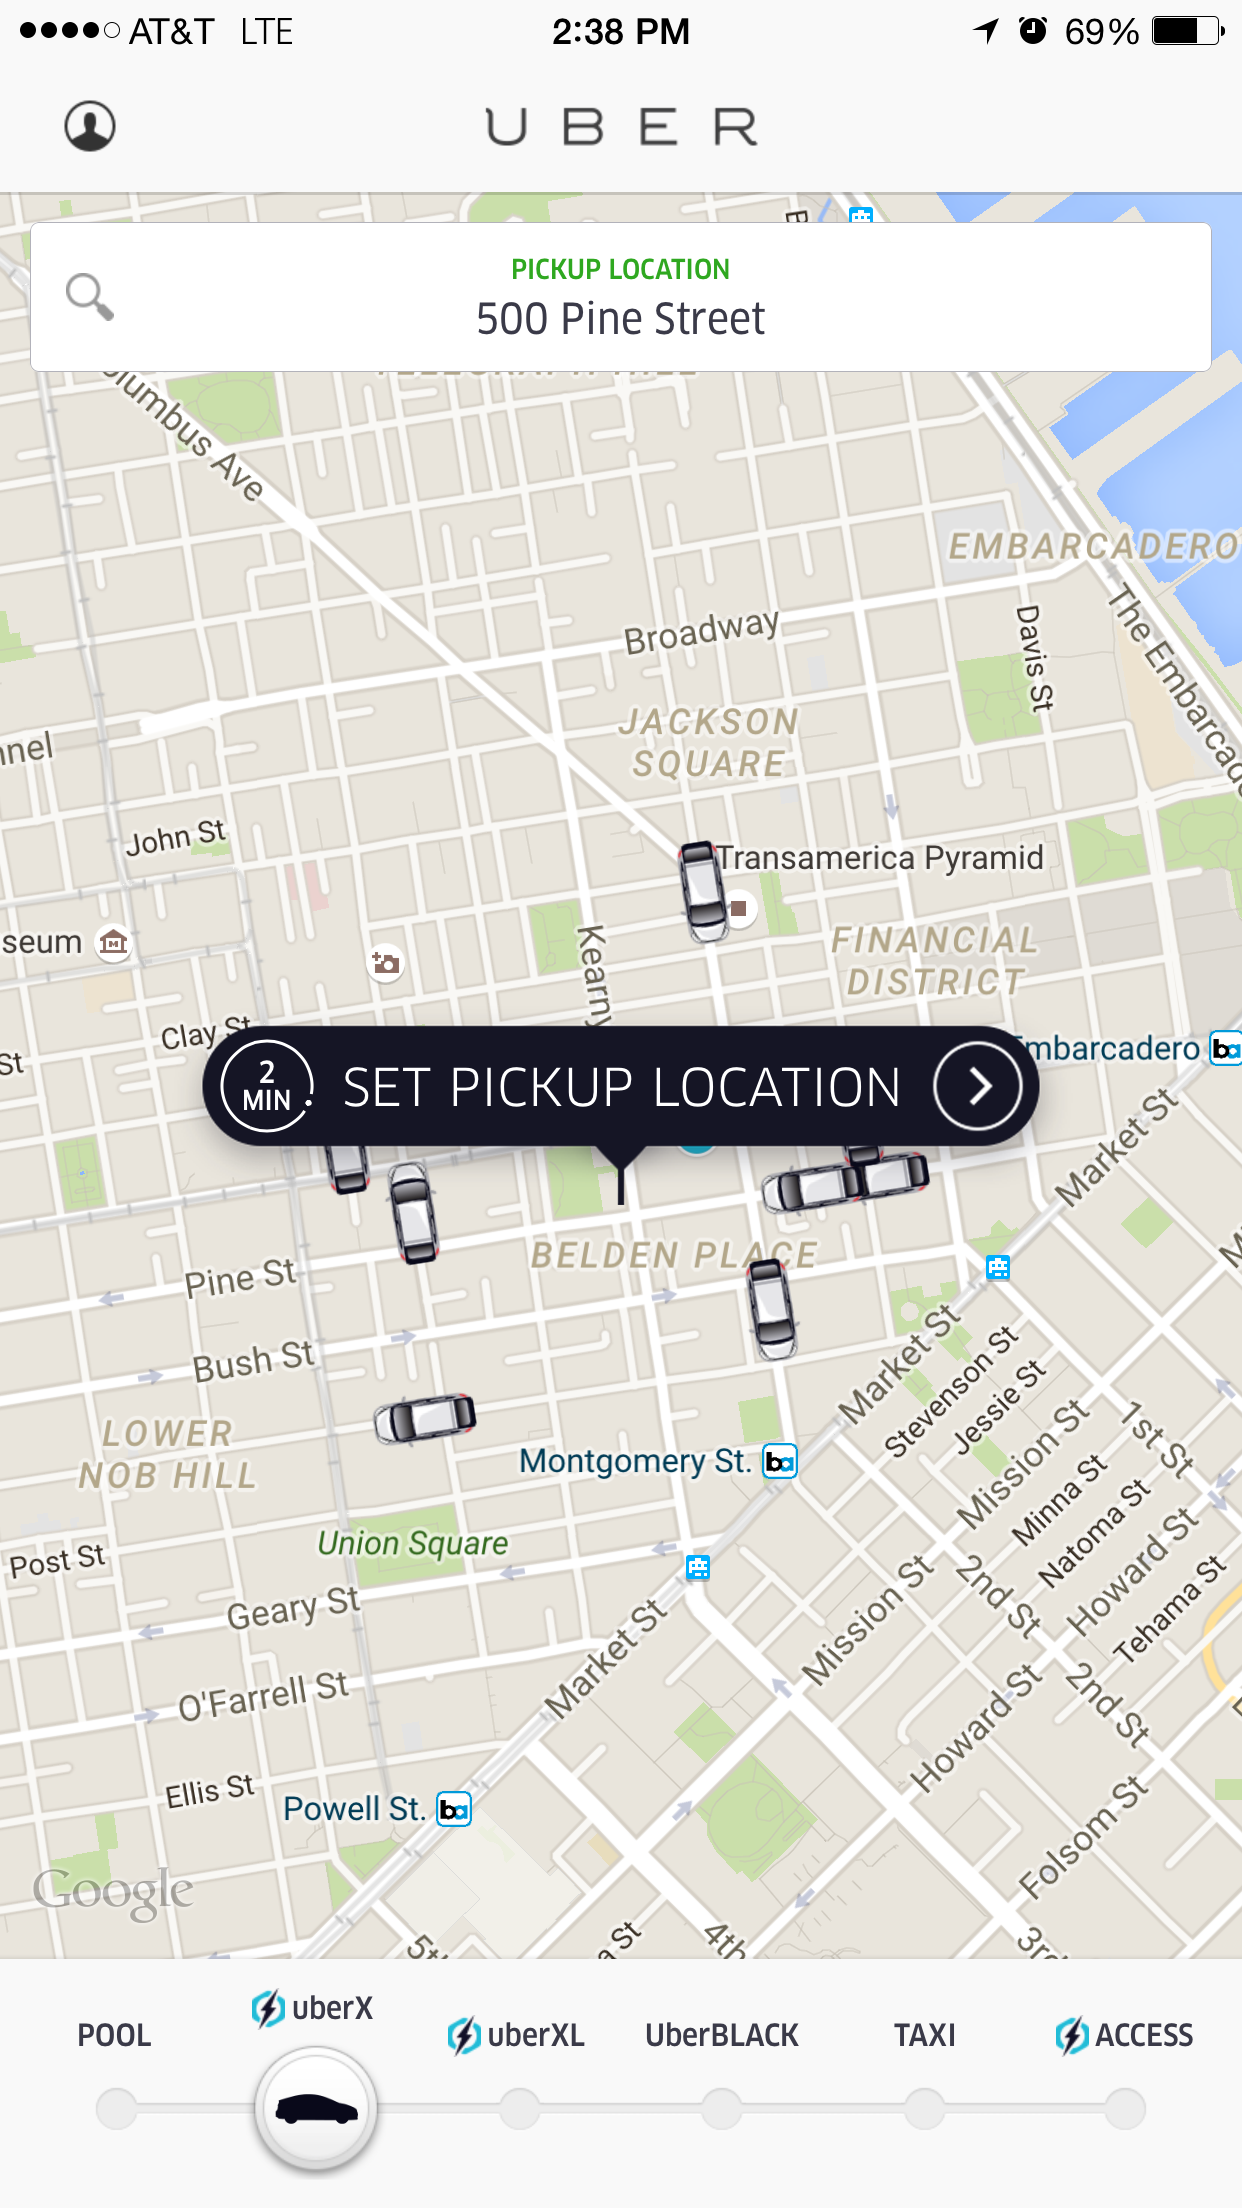 AT&T LTE 2:38 PM 69%
UBER
PICKUP LOCATION
500 Pine Street
Columbus Ave
EMBARCADERO
Broadway
Davis St
The Embarcadero
JACKSON
SQUARE
John St
Transamerica Pyramid
FINANCIAL
DISTRICT
Kearny
Clay St
St
Embarcadero
2
MIN
SET PICKUP LOCATION
Market St
BELDEN PLACE
Pine St
Bush St
Market St
Stevenson St
Jessie St
LOWER
NOB HILL
Montgomery St.
Mission St
1st St
Minna St
Natoma St
Howard St
Tehama St
Union Square
Post St
Geary St
Market St
Mission St
2nd St
O'Farrell St
Howard St
2nd St
Ellis St
Powell St.
Folsom St
Google
4th
uberX
POOL
uberXL
UberBLACK
TAXI
ACCESS